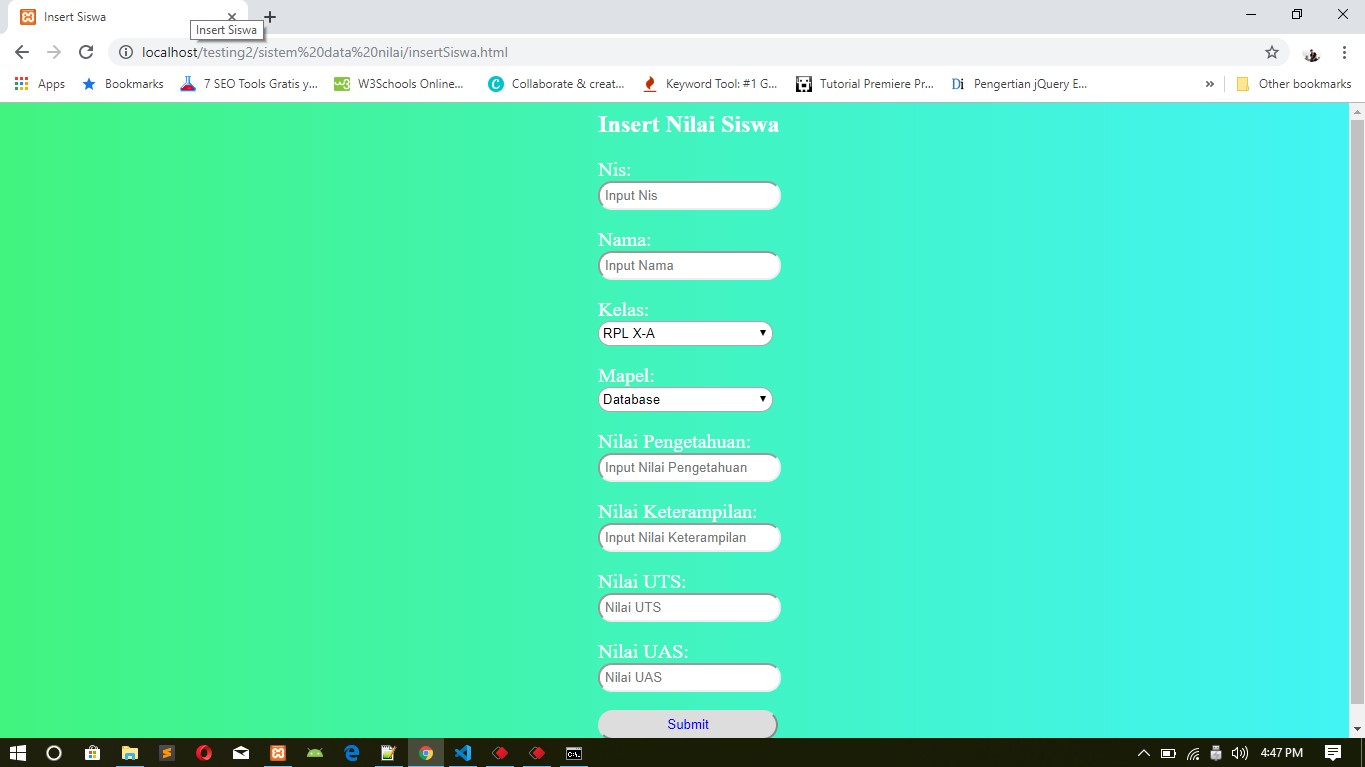 Insert Siswa
Insert Siswa
localhost/testing2/sistem%20data%20nilai/insertSiswa.html
Apps Bookmarks 7 SEO Tools Gratis y... W3Schools Online... Collaborate & creat... Keyword Tool: #1 G... Tutorial Premiere Pr... Di Pengertian jQuery E... » Other bookmarks
Insert Nilai Siswa
Nis:
Input Nis
Nama:
Input Nama
Kelas:
RPL X-A
Mapel:
Database
Nilai Pengetahuan:
Input Nilai Pengetahuan
Nilai Keterampilan:
Input Nilai Keterampilan
Nilai UTS:
Nilai UTS
Nilai UAS:
Nilai UAS
Submit
4:47 PM